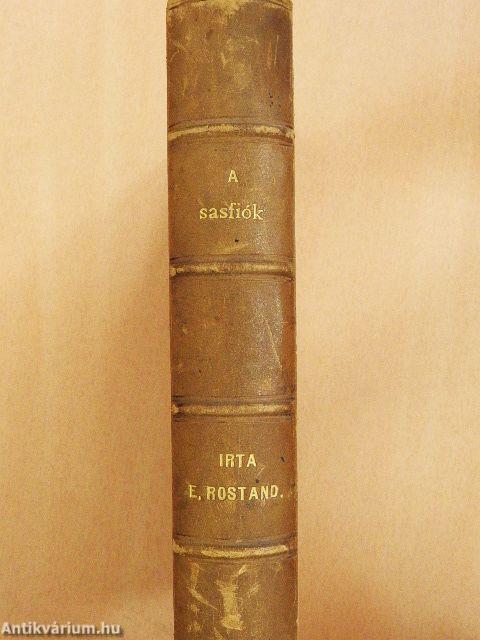 A
sasfiók
IRTA
E, ROSTAND.
Antikvárium.hu